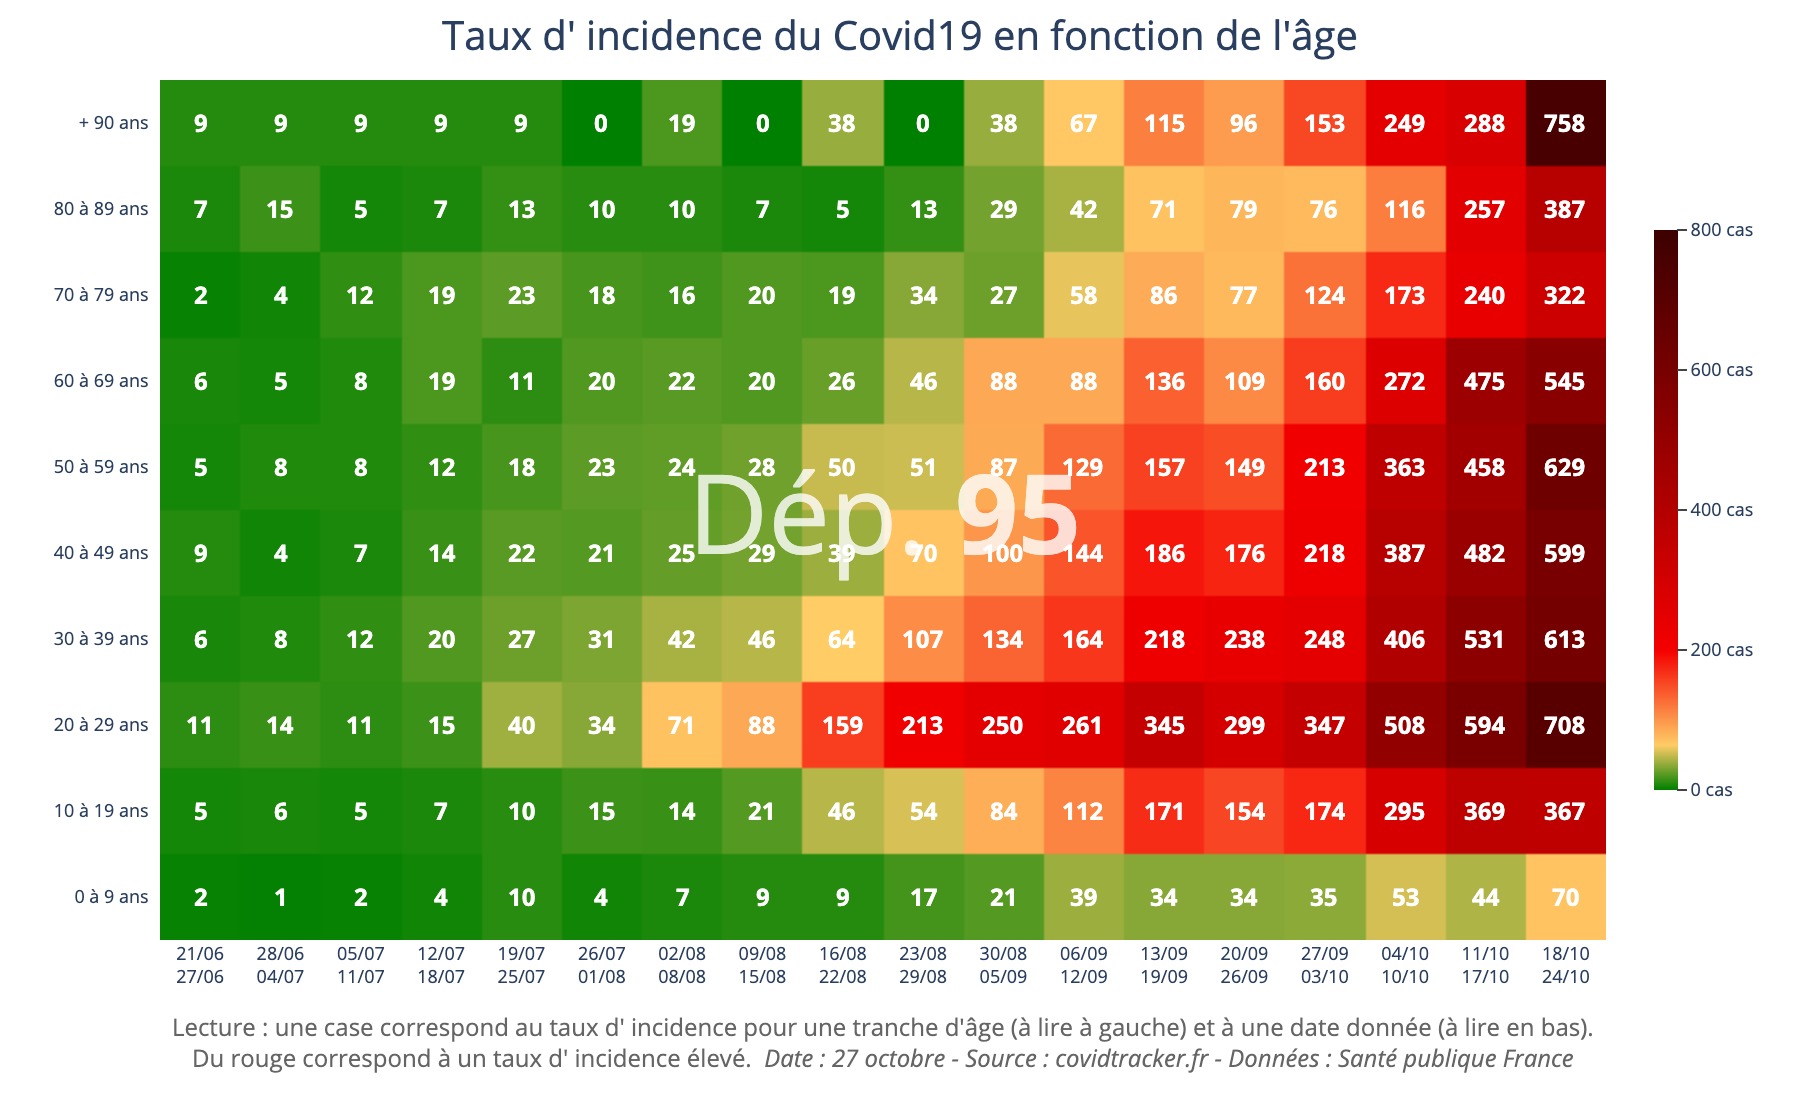 Taux d' incidence du Covid19 en fonction de l'âge
+ 90 ans 9 9 9 9 9 0 19 0 38 0 38 67 115 96 153 249 288 758
80 à 89 ans 7 15 5 7 13 10 10 7 5 13 29 42 71 79 76 116 257 387
70 à 79 ans 2 4 12 19 23 18 16 20 19 34 27 58 86 77 124 173 240 322
60 à 69 ans 6 5 8 19 11 20 22 20 26 46 88 88 136 109 160 272 475 545
50 à 59 ans 5 8 8 12 18 23 24 28 50 51 87 129 157 149 213 363 458 629
Dép. 95
40 à 49 ans 9 4 7 14 22 21 25 29 39 70 100 144 186 176 218 387 482 599
30 à 39 ans 6 8 12 20 27 31 42 46 64 107 134 164 218 238 248 406 531 613
20 à 29 ans 11 14 11 15 40 34 71 88 159 213 250 261 345 299 347 508 594 708
10 à 19 ans 5 6 5 7 10 15 14 21 46 54 84 112 171 154 174 295 369 367
0 à 9 ans 2 1 2 4 10 4 7 9 9 17 21 39 34 34 35 53 44 70
21/06 28/06 05/07 12/07 19/07 26/07 02/08 09/08 16/08 23/08 30/08 06/09 13/09 20/09 27/09 04/10 11/10 18/10
27/06 04/07 11/07 18/07 25/07 01/08 08/08 15/08 22/08 29/08 05/09 12/09 19/09 26/09 03/10 10/10 17/10 24/10
800 cas
600 cas
400 cas
200 cas
0 cas
Lecture : une case correspond au taux d' incidence pour une tranche d'âge (à lire à gauche) et à une date donnée (à lire en bas).
Du rouge correspond à un taux d' incidence élevé. Date : 27 octobre - Source : covidtracker.fr - Données : Santé publique France